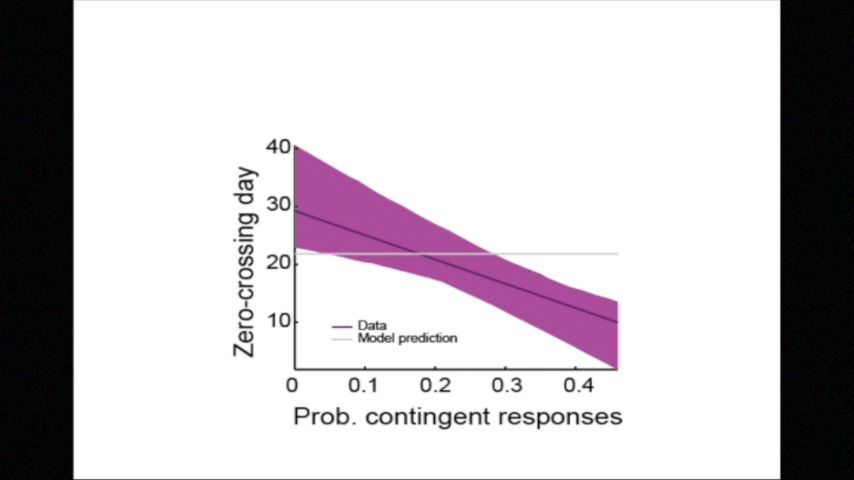 Zero-crossing day
40
30
20
10
Data
Model prediction
0 0.1 0.2 0.3 0.4
Prob. contingent responses